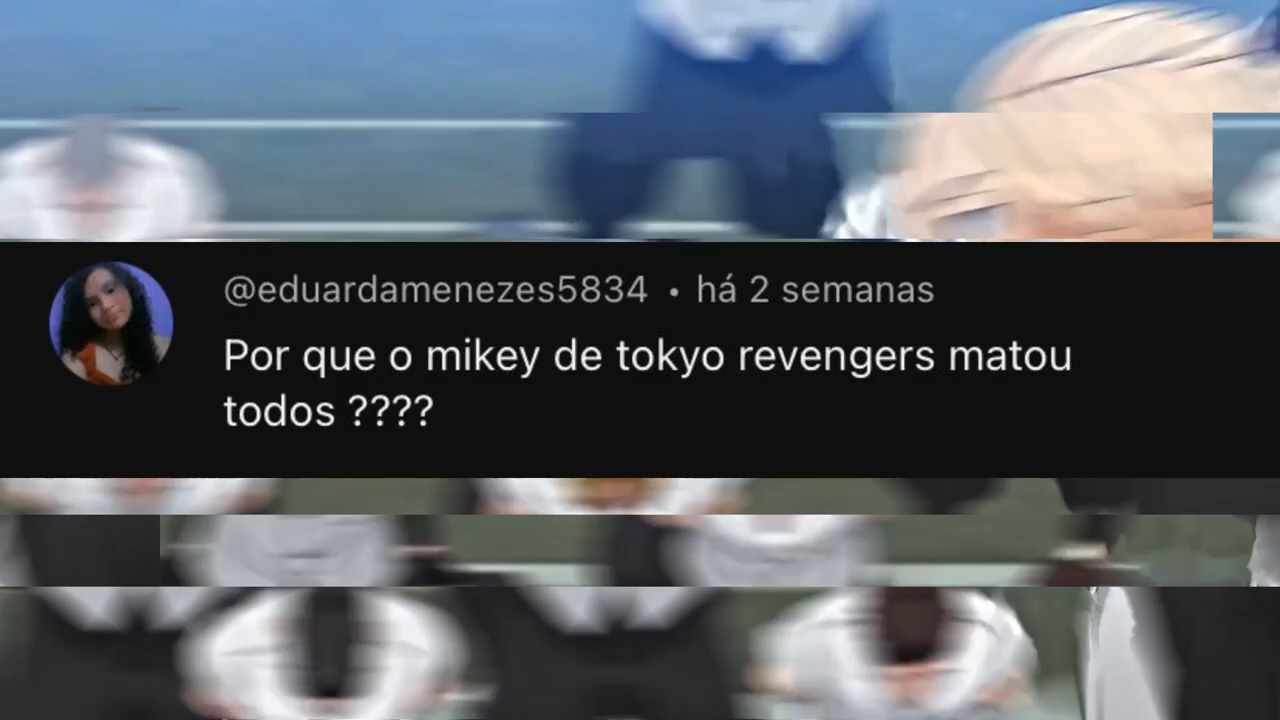 @eduardamenezes5834 • há 2 semanas
Por que o mikey de tokyo revengers matou
todos ????